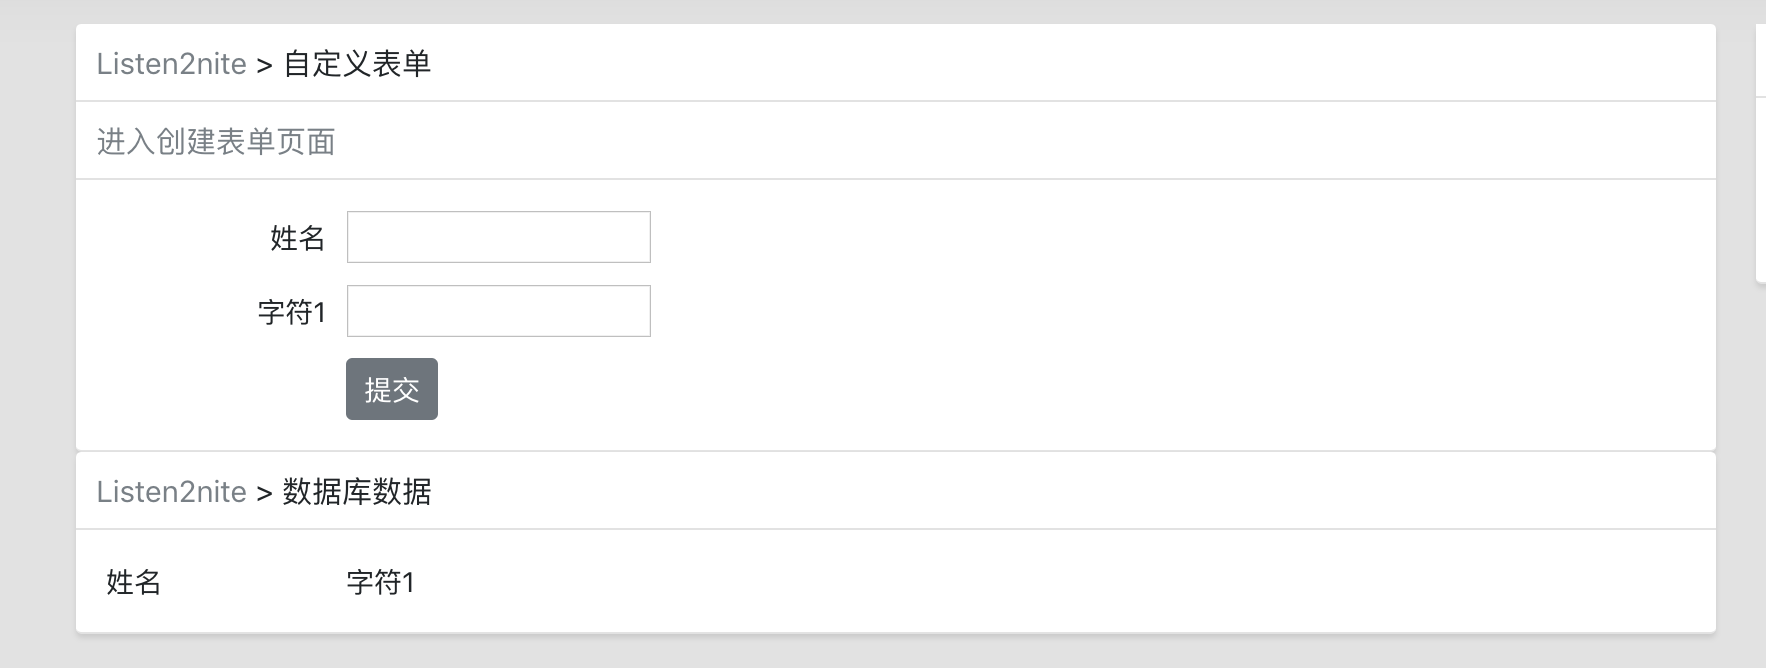 Listen2nite > 自定义表单
进入创建表单页面
姓名
字符1
提交
Listen2nite > 数据库数据
姓名 字符1